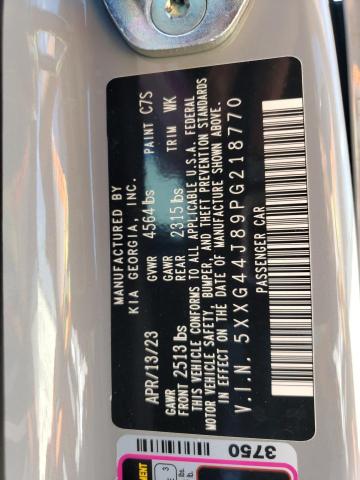 MANUFACTURED BY
KIA GEORGIA, INC.
APR/13/23 GVWR 4564 lbs PAINT C7S
GAWR GAWR
FRONT 2513 lbs REAR 2315 lbs TRIM WK
THIS VEHICLE CONFORMS TO ALL APPLICABLE U.S.A. FEDERAL
MOTOR VEHICLE SAFETY, BUMPER, AND THEFT PREVENTION STANDARDS
IN EFFECT ON THE DATE OF MANUFACTURE SHOWN ABOVE.
V.I.N. 5XXG44J89PG218770
PASSENGER CAR
3750